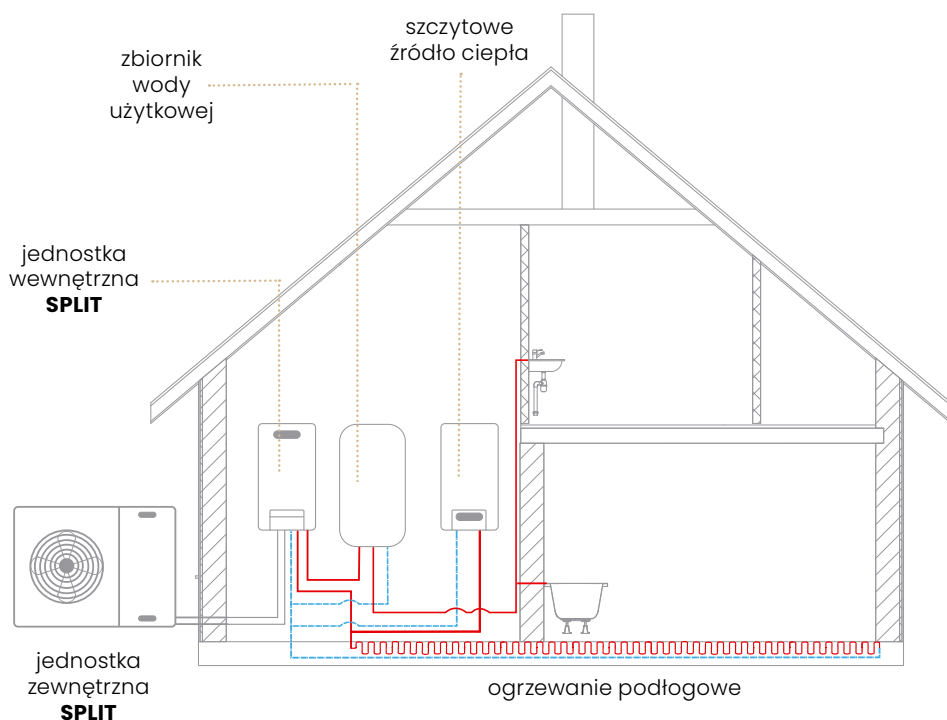 szczytowe
źródło ciepła
zbiornik
wody
użytkowej
jednostka
wewnętrzna
SPLIT
jednostka
zewnętrzna
SPLIT
ogrzewanie podłogowe